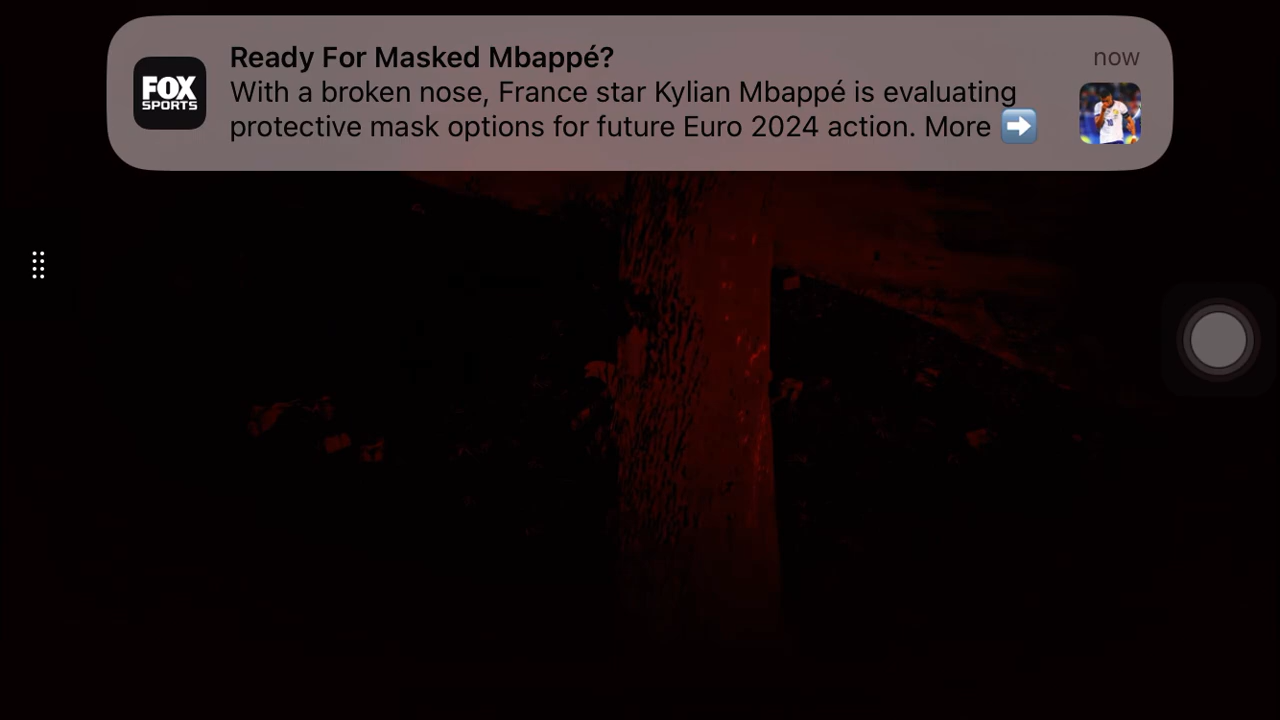 Ready For Masked Mbappé?
now
FOX
SPORTS
With a broken nose, France star Kylian Mbappé is evaluating
protective mask options for future Euro 2024 action. More ➡️